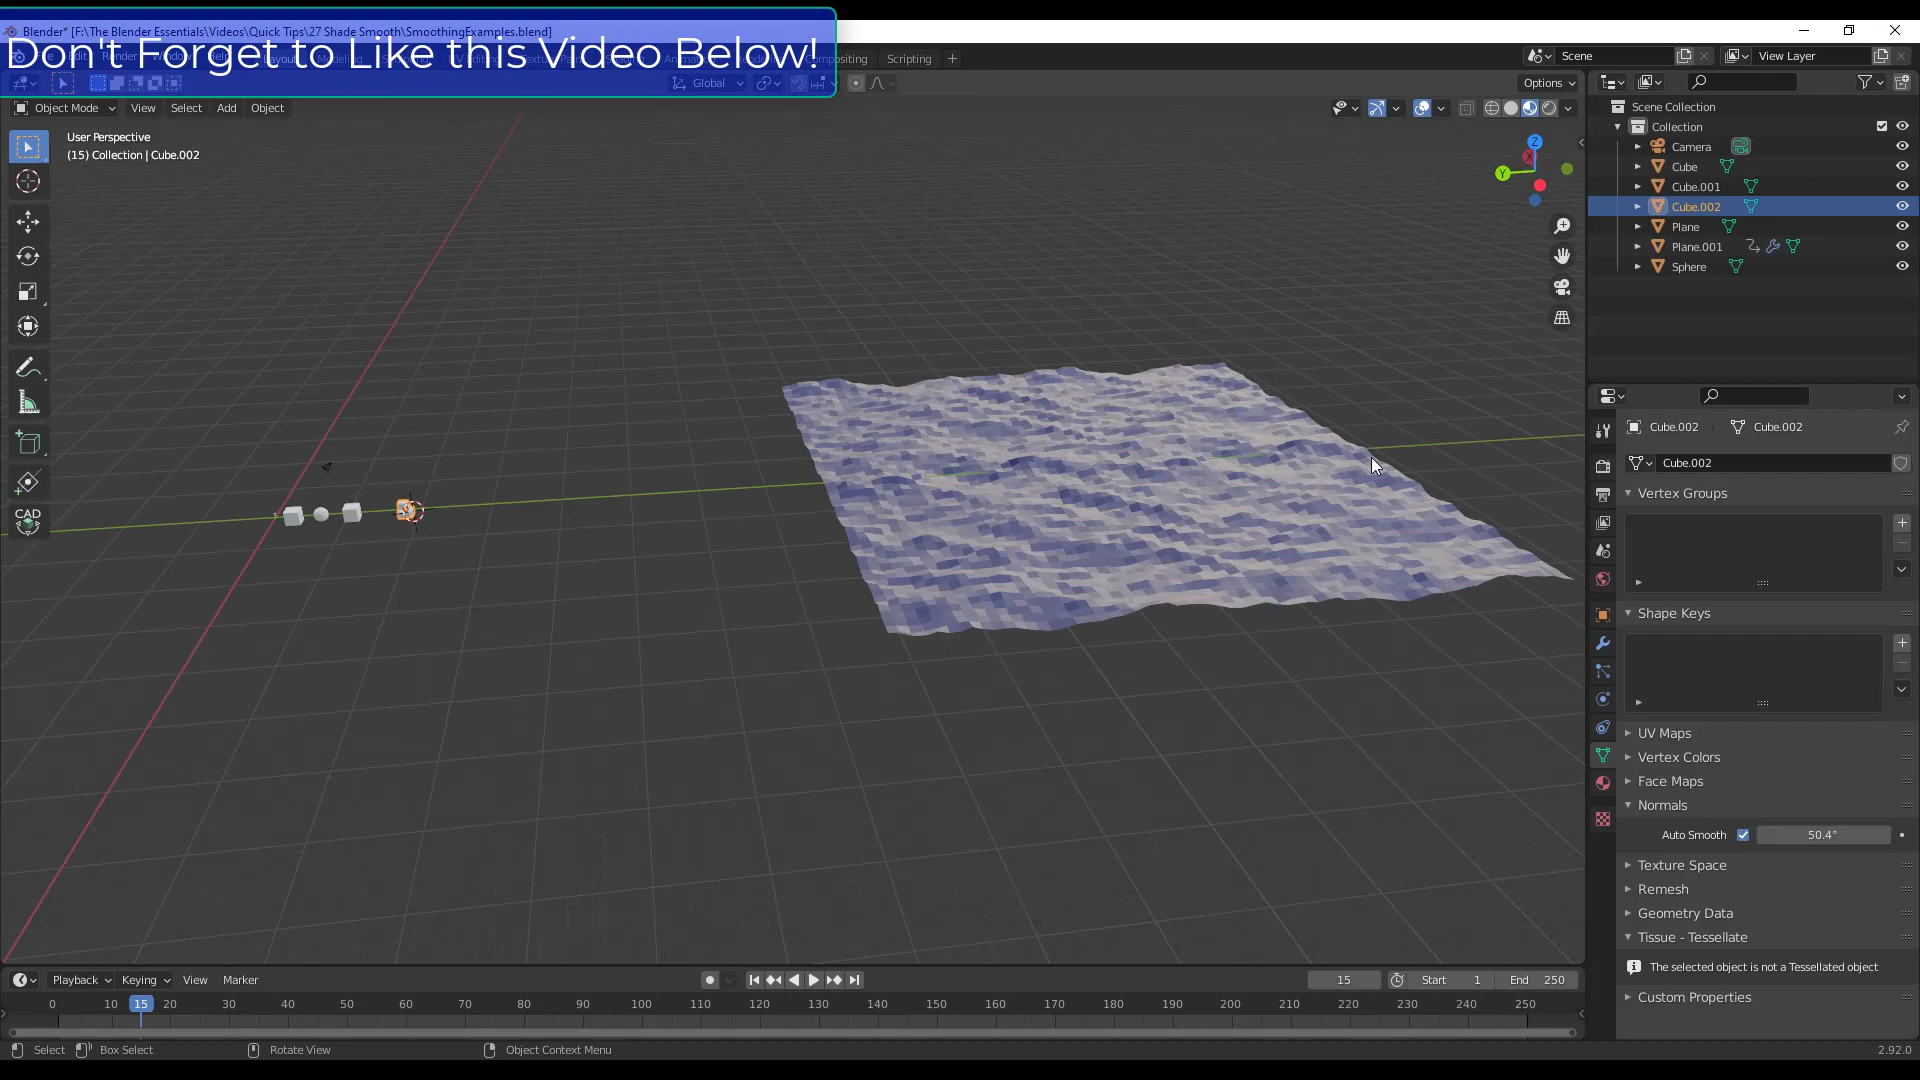 Blender* [F:\The Blender Essentials\Videos\Quick Tips\27 Shade Smooth\SmoothingExamples.blend]
Don't Forget to Like this Video Below!
Scripting
Scene
View Layer
Global
Options
Object Mode
View
Select
Add
Object
User Perspective
(15) Collection | Cube.002
CAD
Z
X
Y
Scene Collection
Collection
Camera
Cube
Cube.001
Cube.002
Plane
Plane.001
Sphere
Cube.002
Cube.002
Cube.002
Vertex Groups
Shape Keys
UV Maps
Vertex Colors
Face Maps
Normals
Auto Smooth
50.4°
Texture Space
Remesh
Geometry Data
Tissue - Tessellate
The selected object is not a Tessellated object
Custom Properties
Playback
Keying
View
Marker
15
Start 1
End 250
0 10 15 20 30 40 50 60 70 80 90 100 110 120 130 140 150 160 170 180 190 200 210 220 230 240 250
Select
Box Select
Rotate View
Object Context Menu
2.92.0